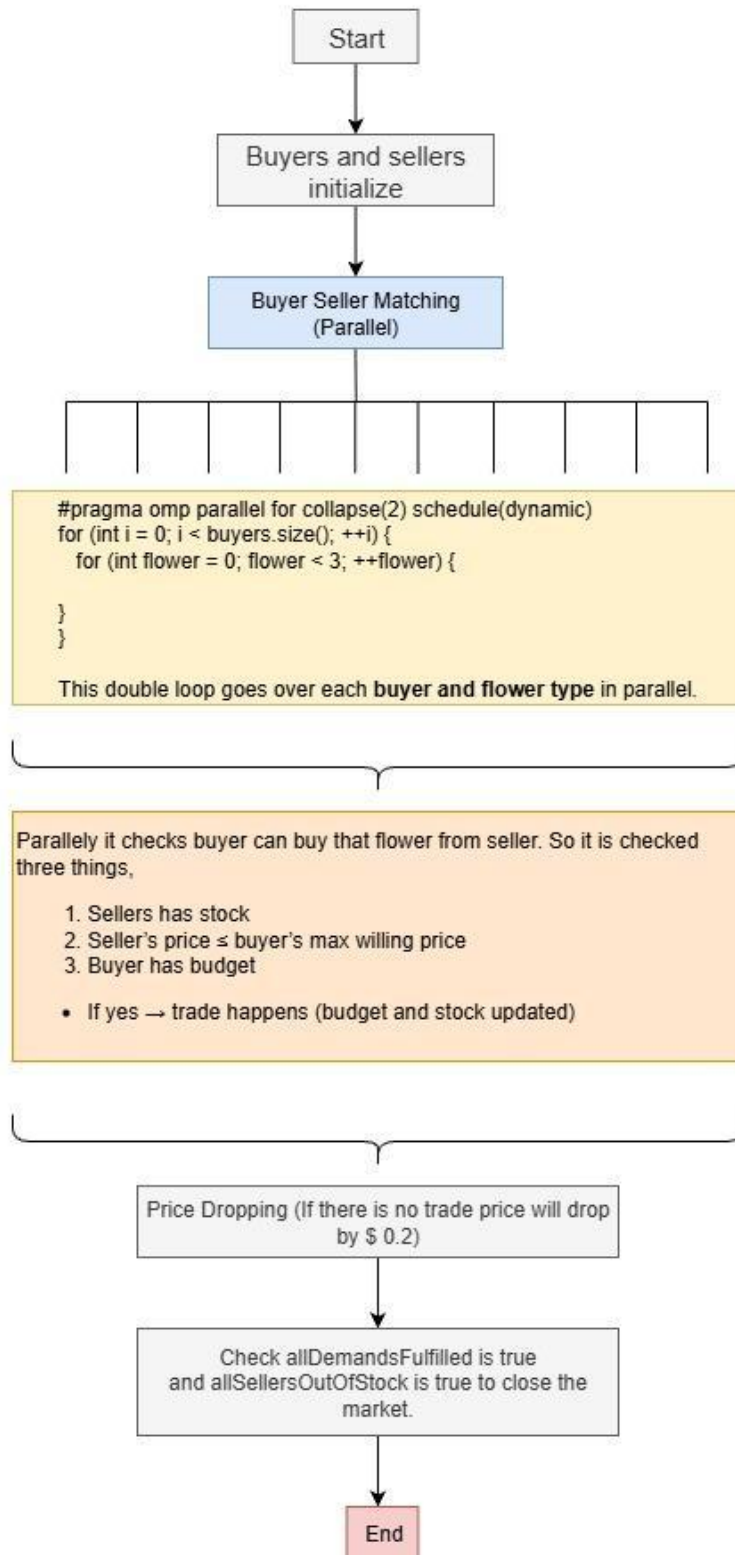 Start
Buyers and sellers
initialize
Buyer Seller Matching
(Parallel)
#pragma omp parallel for collapse(2) schedule(dynamic)
for (int i = 0; i < buyers.size(); ++i) {
for (int flower = 0; flower < 3; ++flower) {
}
}
This double loop goes over each buyer and flower type in parallel.
Parallely it checks buyer can buy that flower from seller. So it is checked
three things,
1. Sellers has stock
2. Seller's price ≤ buyer's max willing price
3. Buyer has budget
• If yes → trade happens (budget and stock updated)
Price Dropping (If there is no trade price will drop
by $ 0.2)
Check allDemandsFulfilled is true
and allSellersOutOfStock is true to close the
market.
End